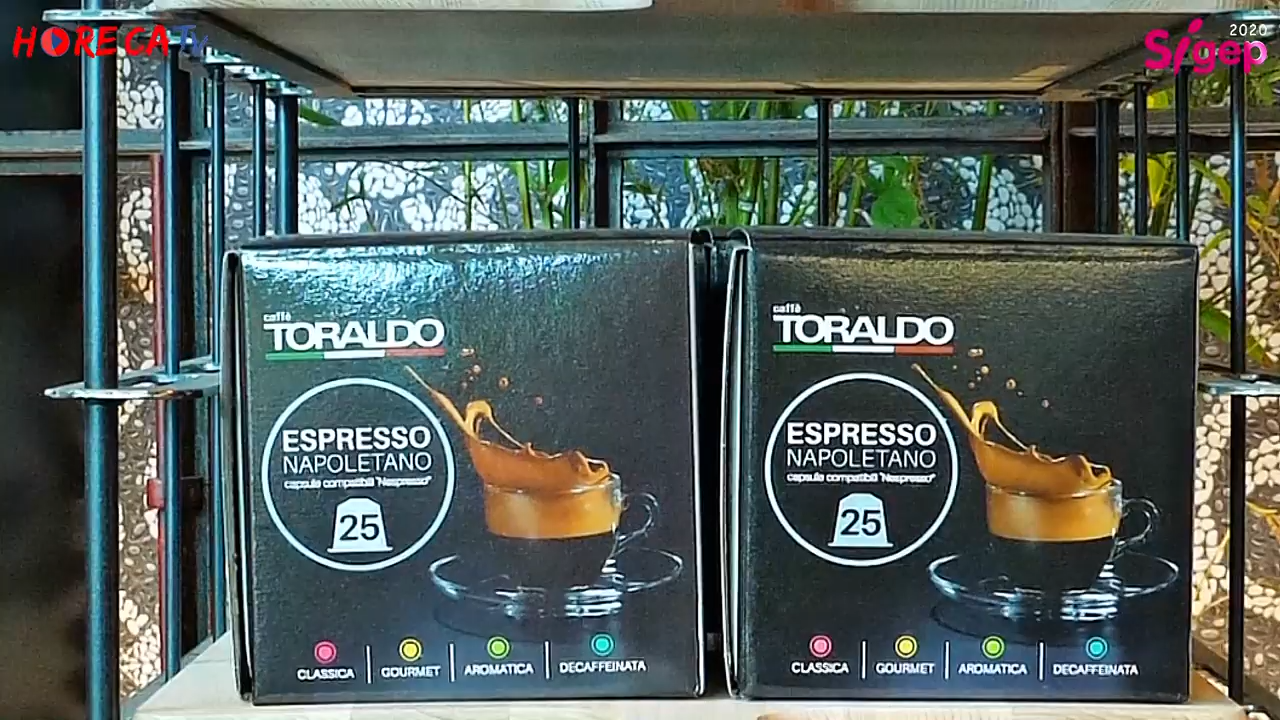 HORECA Tv
2020
Sigep
caffè
TORALDO
ESPRESSO
NAPOLETANO
capsule compatibili "Nespresso"
25
CLASSICA
GOURMET
AROMATICA
DECAFFEINATA
caffè
TORALDO
ESPRESSO
NAPOLETANO
capsule compatibili "Nespresso"
25
CLASSICA
GOURMET
AROMATICA
DECAFFEINATA